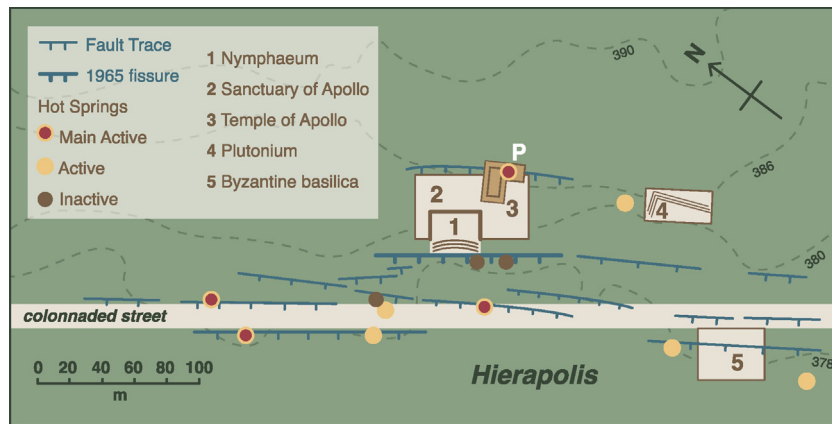 Fault Trace
1965 fissure
Hot Springs
Main Active
Active
Inactive
1 Nymphaeum
2 Sanctuary of Apollo
3 Temple of Apollo
4 Plutonium
5 Byzantine basilica
390
N
386
P
2
3
4
1
380
colonnaded street
5
378
0 20 40 60 80 100
m
Hierapolis